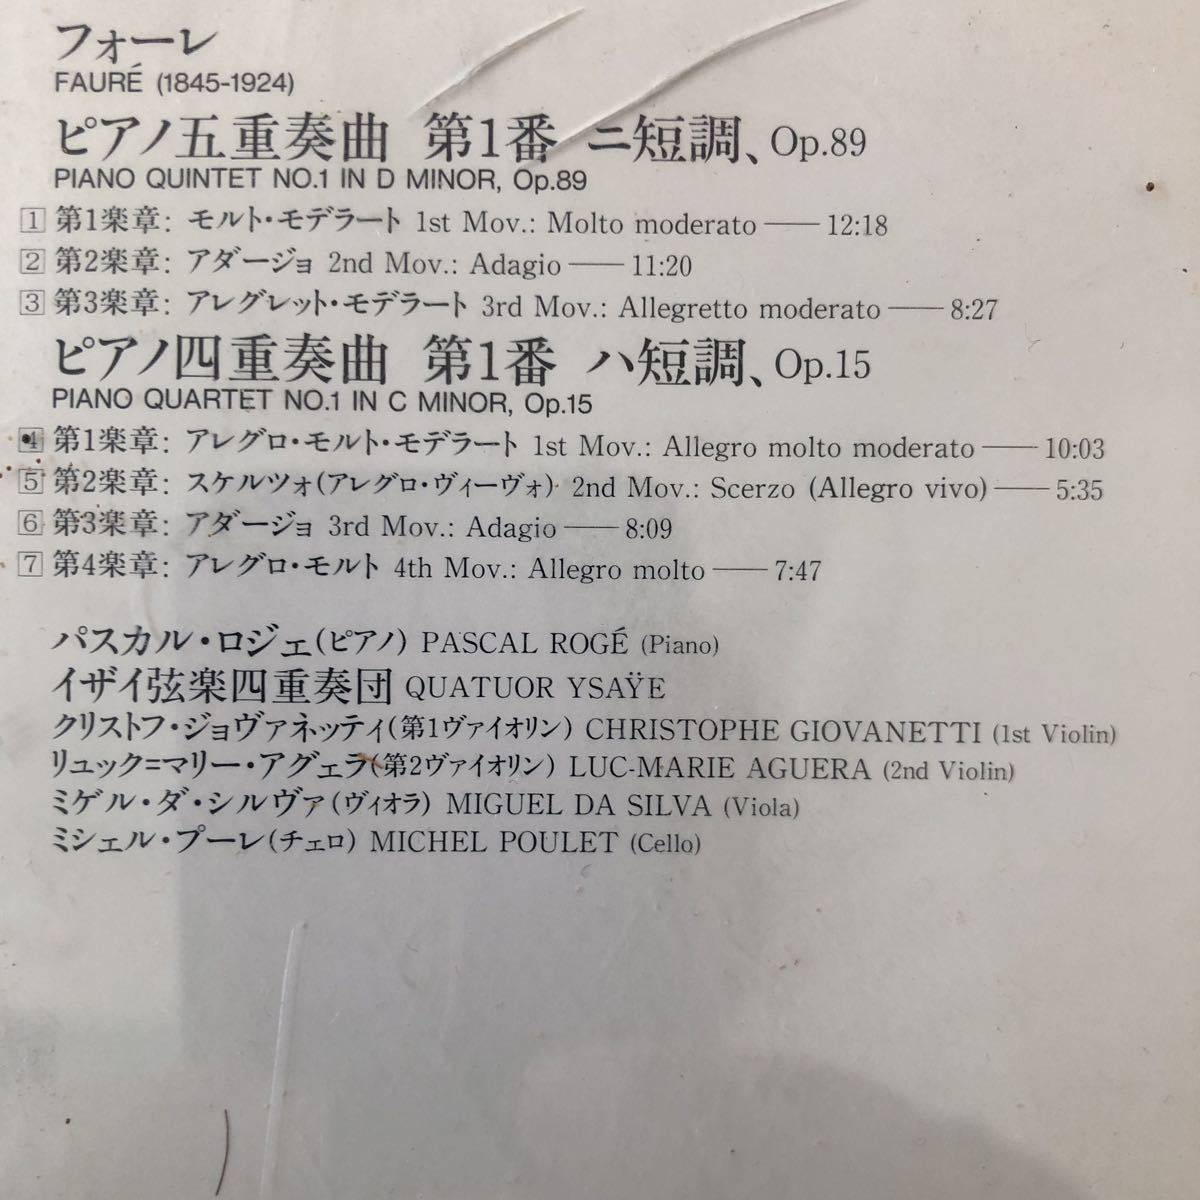 フォーレ
FAURÉ (1845-1924)
ピアノ五重奏曲 第1番 ニ短調、Op.89
PIANO QUINTET NO.1 IN D MINOR, Op.89
1 第1楽章: モルト・モデラート 1st Mov.: Molto moderato — 12:18
2 第2楽章: アダージョ 2nd Mov.: Adagio — 11:20
3 第3楽章: アレグレット・モデラート 3rd Mov.: Allegretto moderato — 8:27
ピアノ四重奏曲 第1番 ハ短調、Op.15
PIANO QUARTET NO.1 IN C MINOR, Op.15
4 第1楽章: アレグロ・モルト・モデラート 1st Mov.: Allegro molto moderato — 10:03
5 第2楽章: スケルツォ(アレグロ・ヴィーヴォ) 2nd Mov.: Scerzo (Allegro vivo) — 5:35
6 第3楽章: アダージョ 3rd Mov.: Adagio — 8:09
7 第4楽章: アレグロ・モルト 4th Mov.: Allegro molto — 7:47
パスカル・ロジェ(ピアノ) PASCAL ROGÉ (Piano)
イザイ弦楽四重奏団 QUATUOR YSAŸE
クリストフ・ジョヴァネッティ(第1ヴァイオリン) CHRISTOPHE GIOVANETTI (1st Violin)
リュック=マリー・アグェラ(第2ヴァイオリン) LUC-MARIE AGUERA (2nd Violin)
ミゲル・ダ・シルヴァ(ヴィオラ) MIGUEL DA SILVA (Viola)
ミシェル・プーレ(チェロ) MICHEL POULET (Cello)